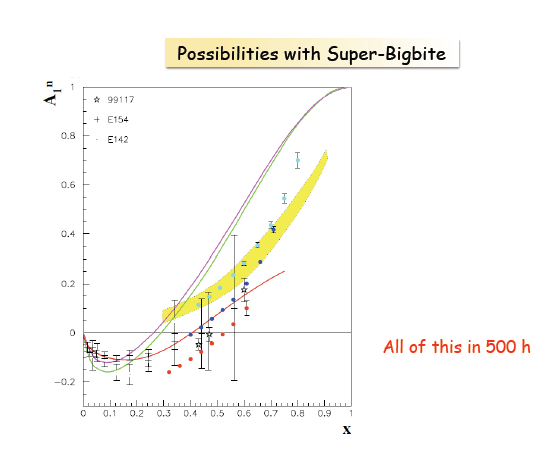 Possibilities with Super-Bigbite
A₁ⁿ
1
99117
E154
E142
0.8
0.6
0.4
0.2
0
−0.2
0 0.1 0.2 0.3 0.4 0.5 0.6 0.7 0.8 0.9 1
x
All of this in 500 h